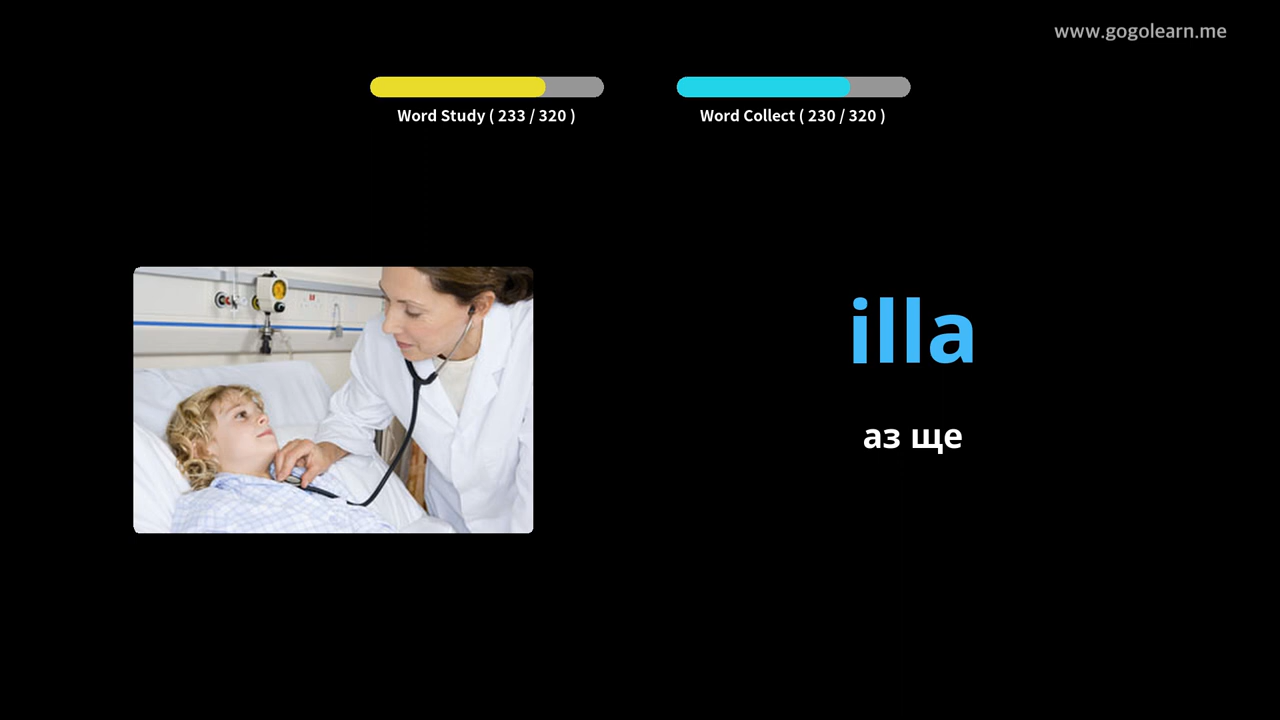 www.gogolearn.me
Word Study ( 233 / 320 )
Word Collect ( 230 / 320 )
illa
аз ще